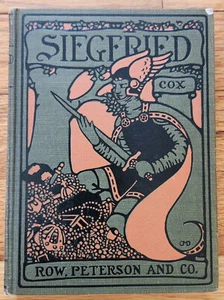 SIEGFRIED
COX
ROW, PETERSON AND CO.